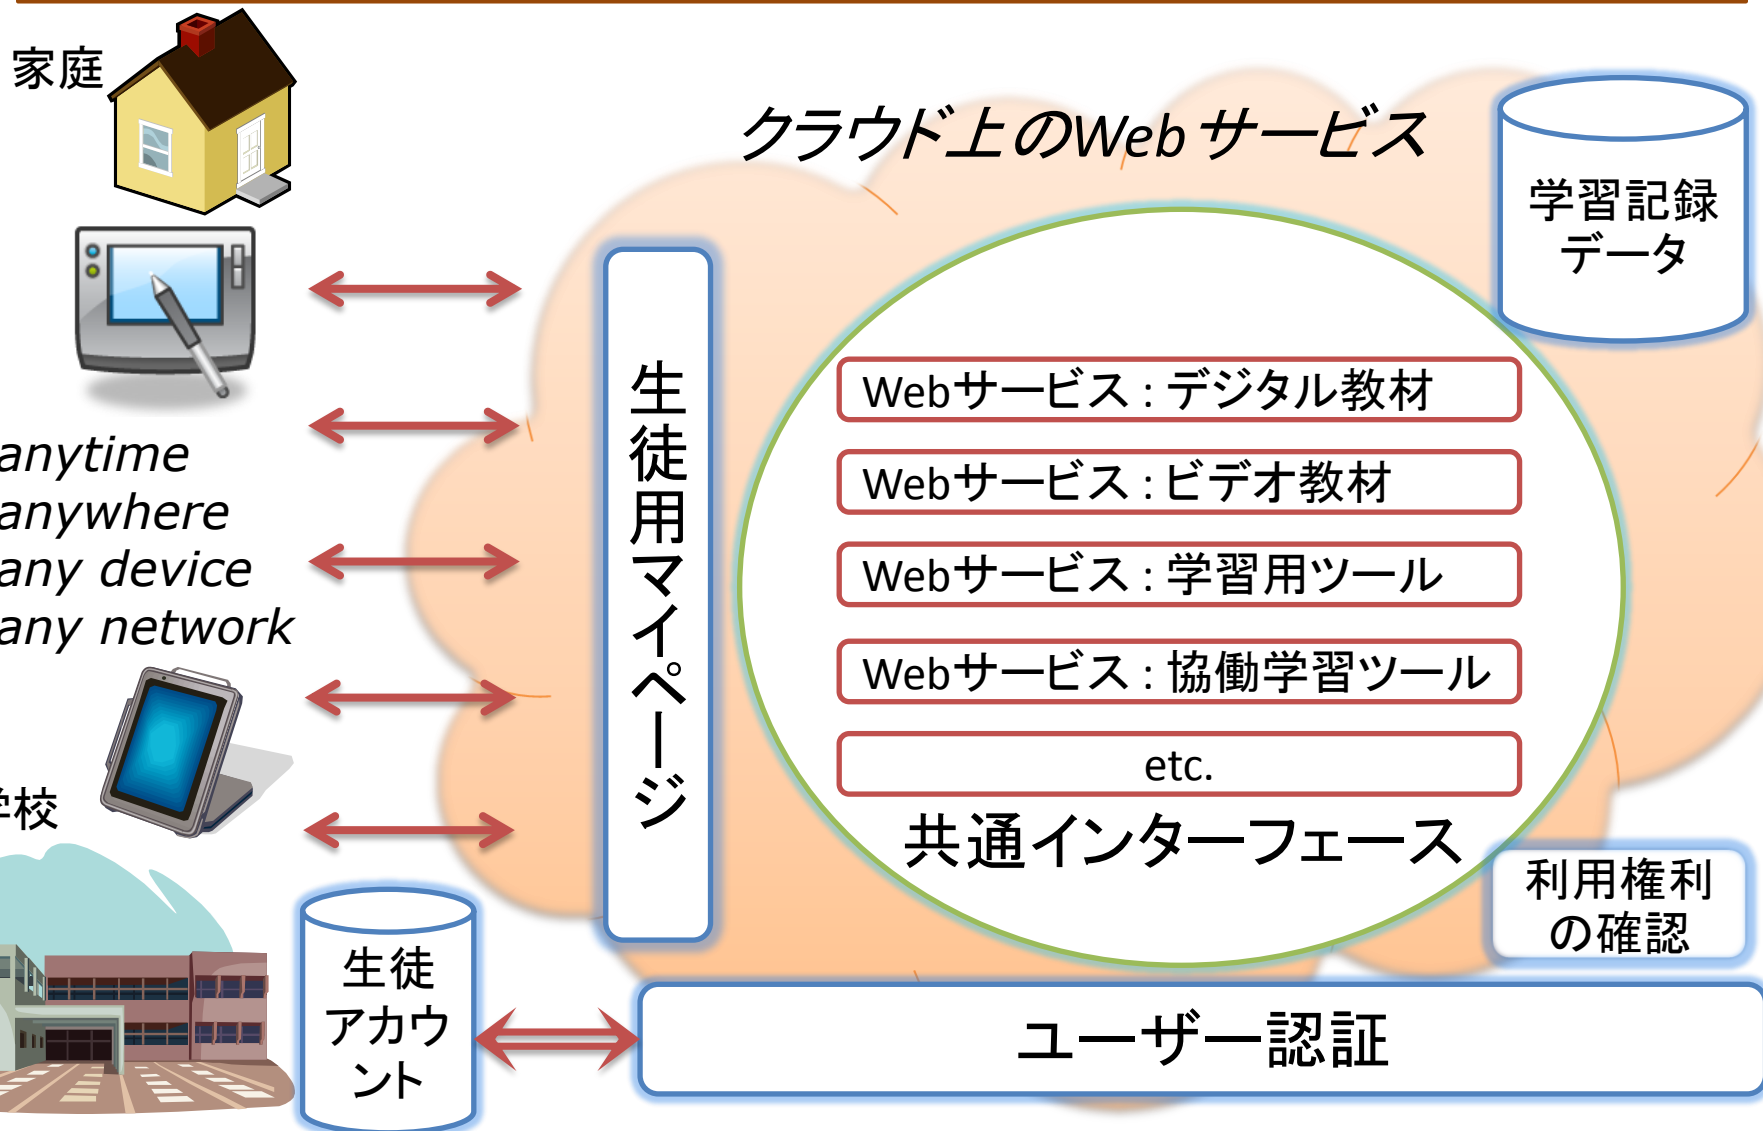 家庭
クラウド上のWebサービス
学習記録
データ
anytime
anywhere
any device
any network
生徒用マイページ
Webサービス : デジタル教材
Webサービス : ビデオ教材
Webサービス : 学習用ツール
Webサービス : 協働学習ツール
etc.
共通インターフェース
学校
利用権利
の確認
生徒
アカウ
ント
ユーザー認証